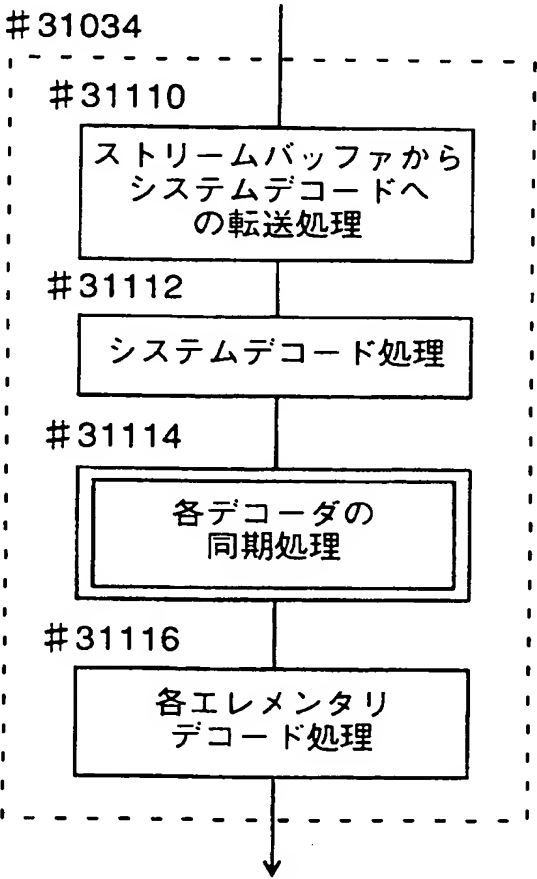 #31034
#31110
ストリームバッファから
システムデコードへ
の転送処理
#31112
システムデコード処理
#31114
各デコーダの
同期処理
#31116
各エレメンタリ
デコード処理